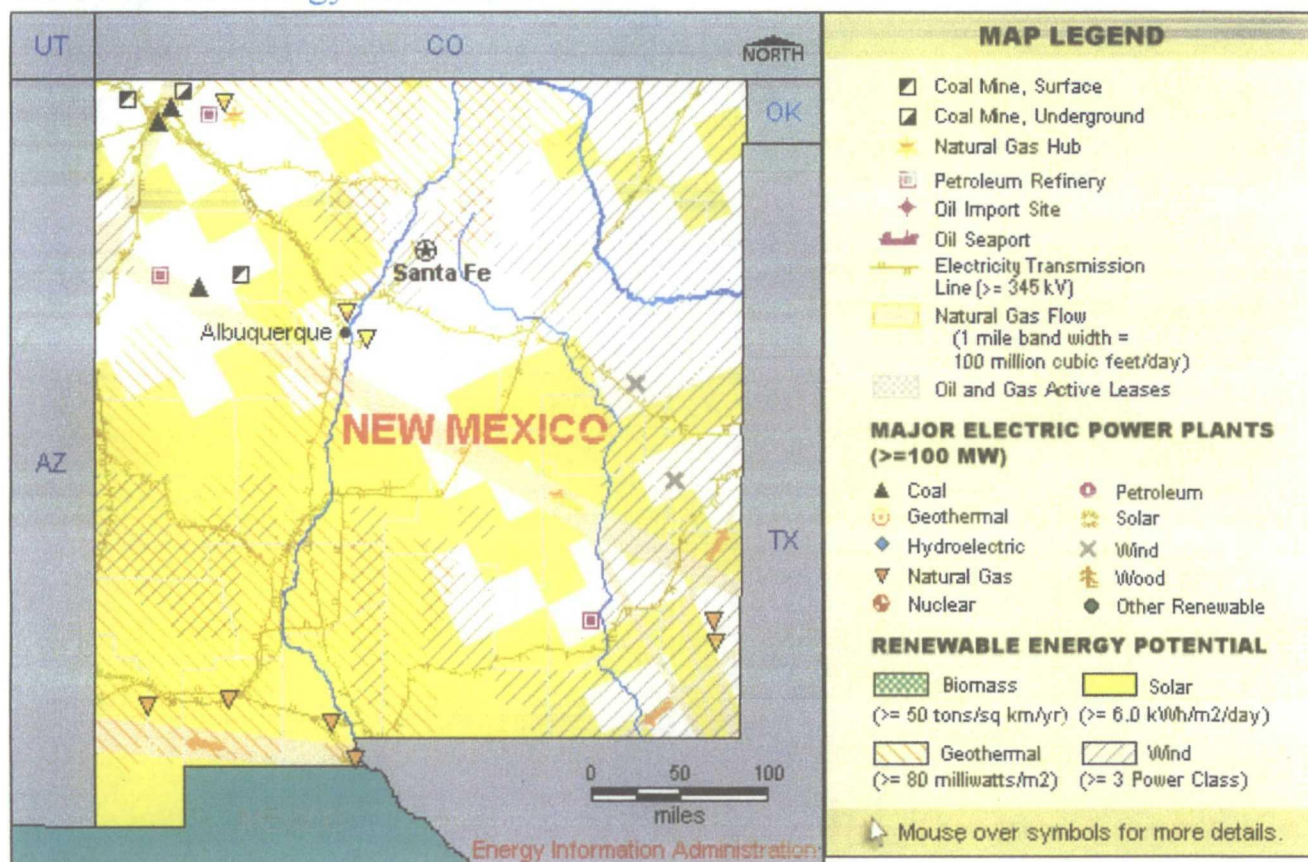 UT
CO
NORTH
OK
Santa Fe
Albuquerque
NEW MEXICO
AZ
TX
0 50 100
miles
Energy Information Administration
MAP LEGEND
Coal Mine, Surface
Coal Mine, Underground
Natural Gas Hub
Petroleum Refinery
Oil Import Site
Oil Seaport
Electricity Transmission
Line (>= 345 kV)
Natural Gas Flow
(1 mile band width =
100 million cubic feet/day)
Oil and Gas Active Leases
MAJOR ELECTRIC POWER PLANTS
(>=100 MW)
Coal
Geothermal
Hydroelectric
Natural Gas
Nuclear
Petroleum
Solar
Wind
Wood
Other Renewable
RENEWABLE ENERGY POTENTIAL
Biomass
(>= 50 tons/sq km/yr)
Solar
(>= 6.0 kWh/m2/day)
Geothermal
(>= 80 milliwatts/m2)
Wind
(>= 3 Power Class)
Mouse over symbols for more details.